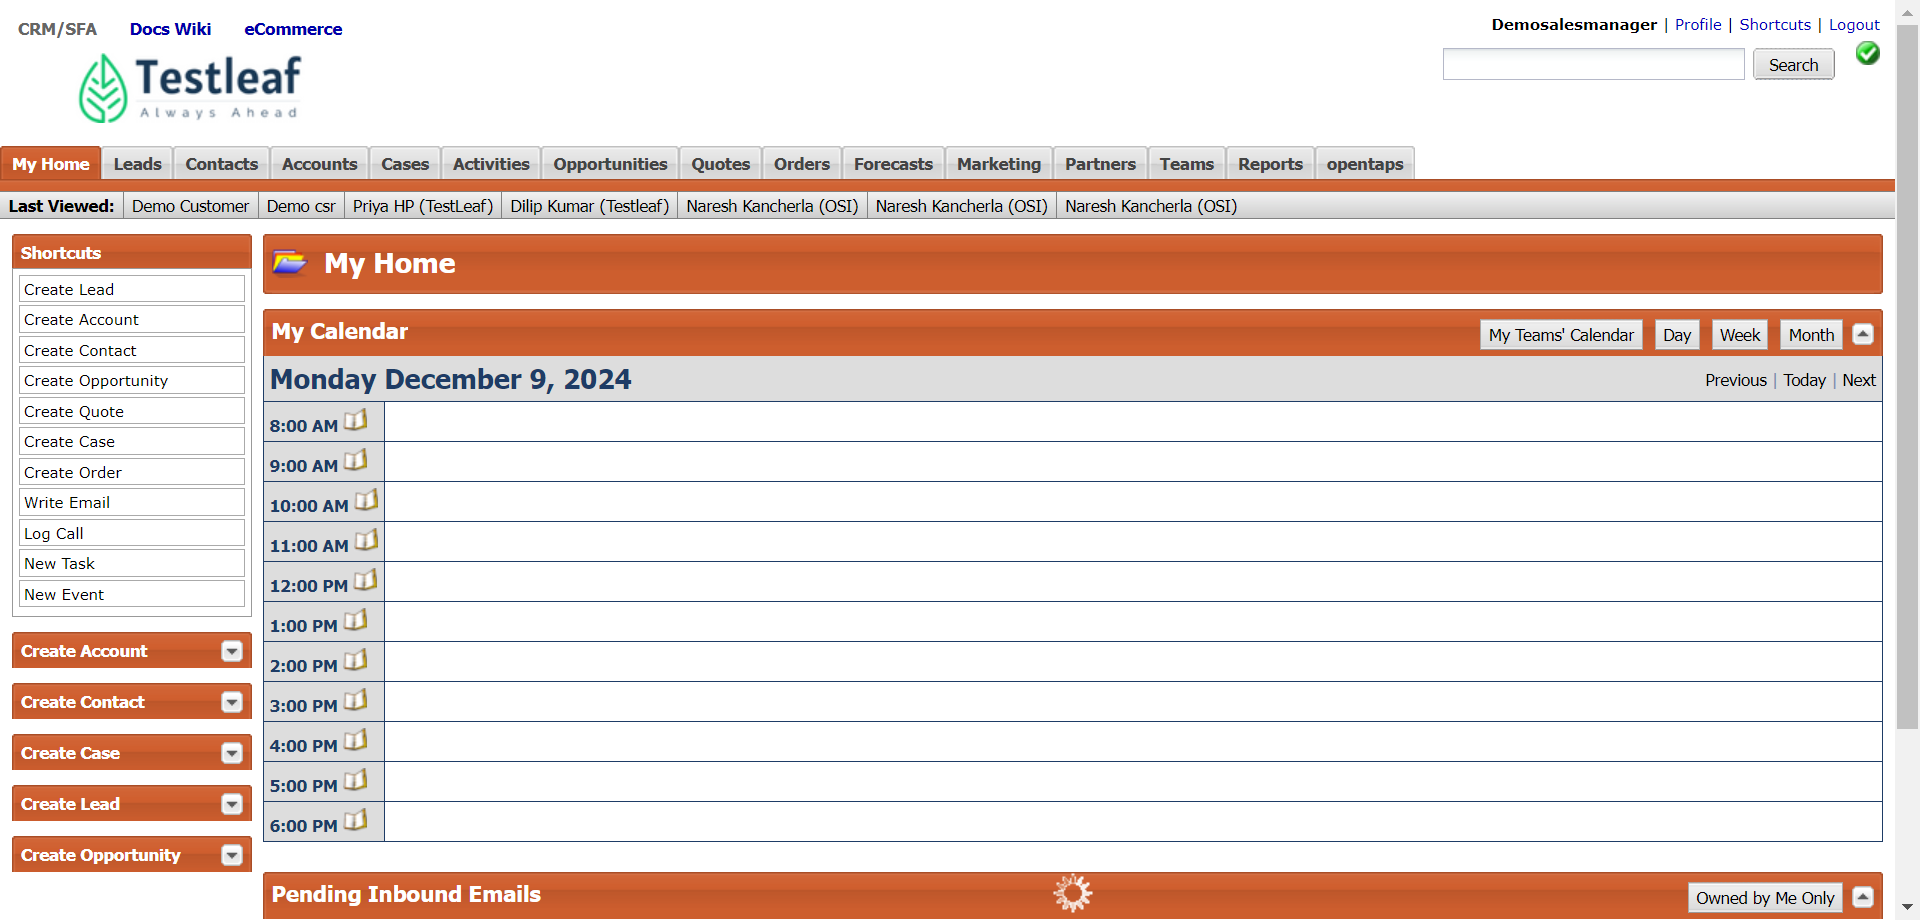 CRM/SFA Docs Wiki eCommerce
Demosalesmanager | Profile | Shortcuts | Logout
Search
Testleaf
Always Ahead
My Home Leads Contacts Accounts Cases Activities Opportunities Quotes Orders Forecasts Marketing Partners Teams Reports opentaps
Last Viewed: Demo Customer Demo csr Priya HP (TestLeaf) Dilip Kumar (Testleaf) Naresh Kancherla (OSI) Naresh Kancherla (OSI) Naresh Kancherla (OSI)
Shortcuts
Create Lead
Create Account
Create Contact
Create Opportunity
Create Quote
Create Case
Create Order
Write Email
Log Call
New Task
New Event
Create Account
Create Contact
Create Case
Create Lead
Create Opportunity
My Home
My Calendar
My Teams' Calendar Day Week Month
Monday December 9, 2024
Previous | Today | Next
8:00 AM
9:00 AM
10:00 AM
11:00 AM
12:00 PM
1:00 PM
2:00 PM
3:00 PM
4:00 PM
5:00 PM
6:00 PM
Pending Inbound Emails
Owned by Me Only